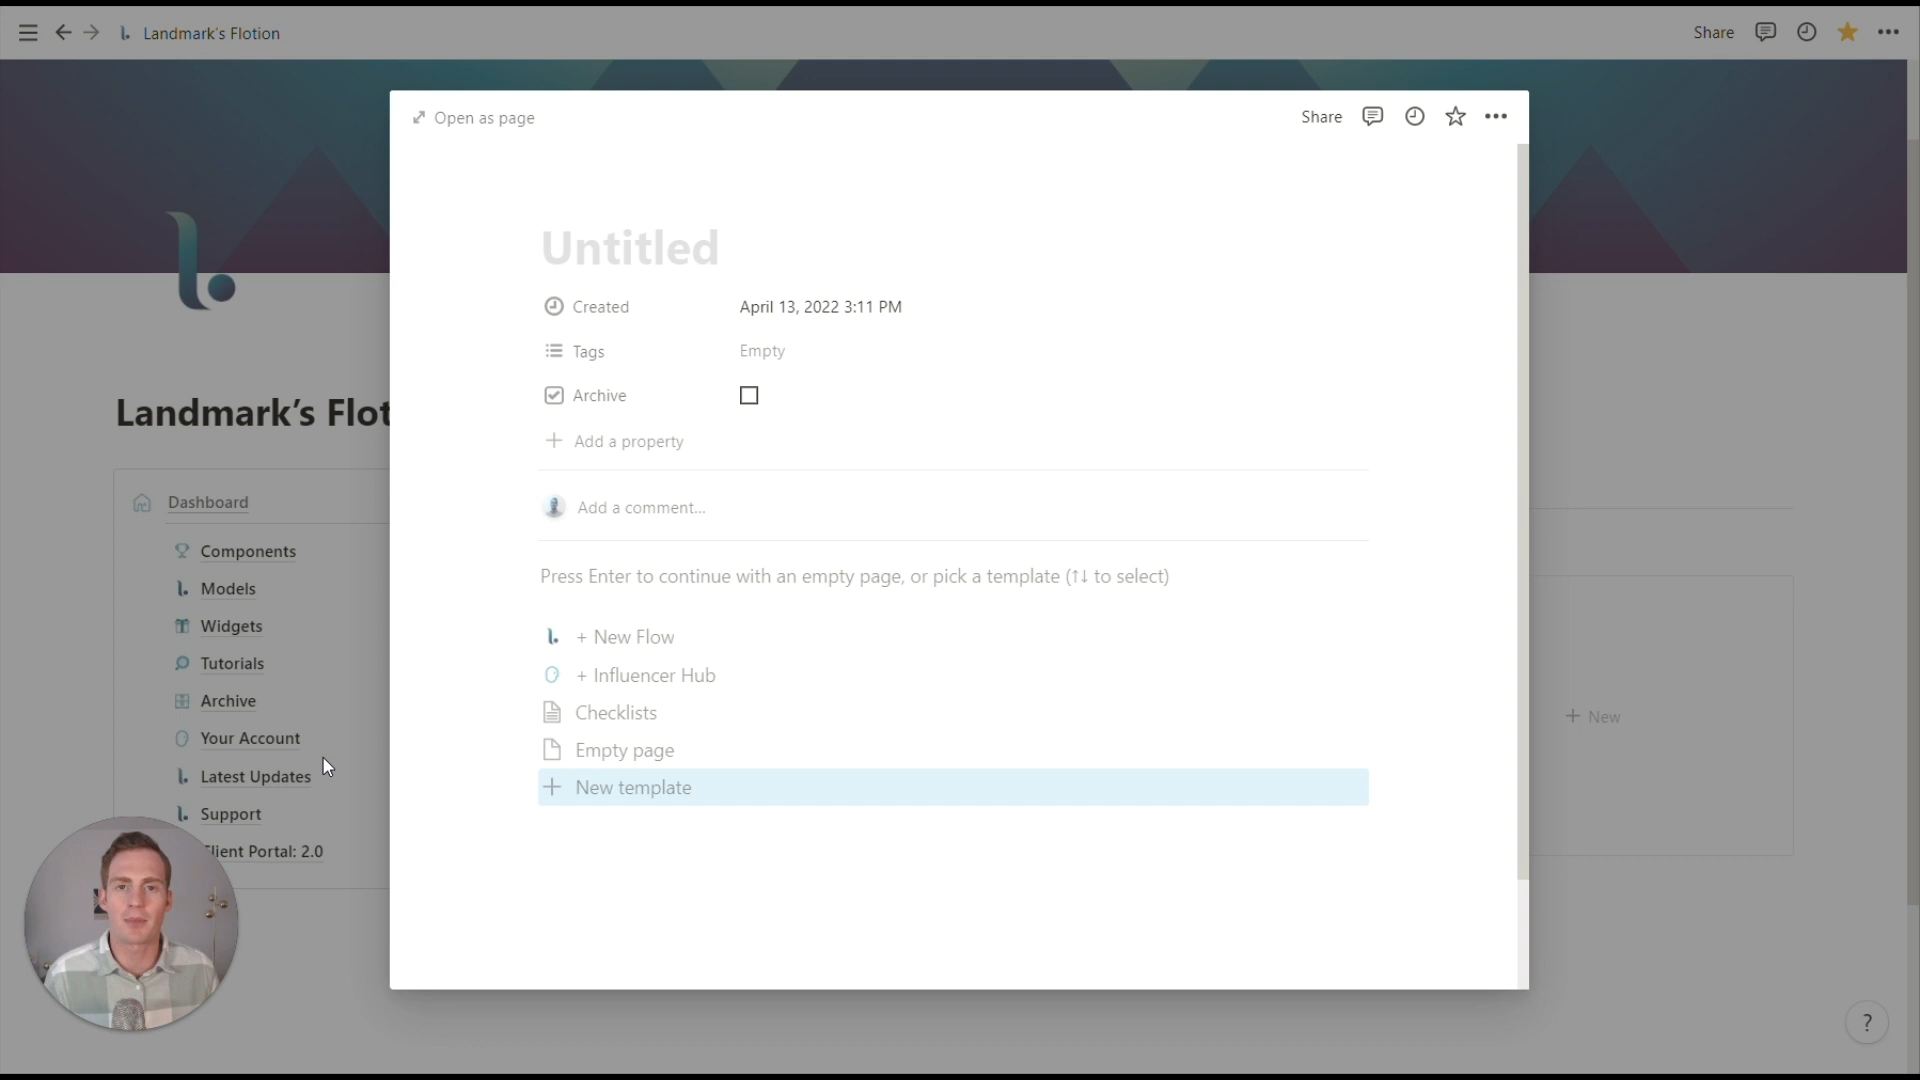 Landmark's Flotion
Share
Open as page
Share
Untitled
Created
April 13, 2022 3:11 PM
Tags
Empty
Archive
Add a property
Add a comment...
Press Enter to continue with an empty page, or pick a template (↑↓ to select)
+ New Flow
+ Influencer Hub
Checklists
Empty page
New template
Landmark's Flot
Dashboard
Components
Models
Widgets
Tutorials
Archive
Your Account
Latest Updates
Support
Client Portal: 2.0
+ New
?